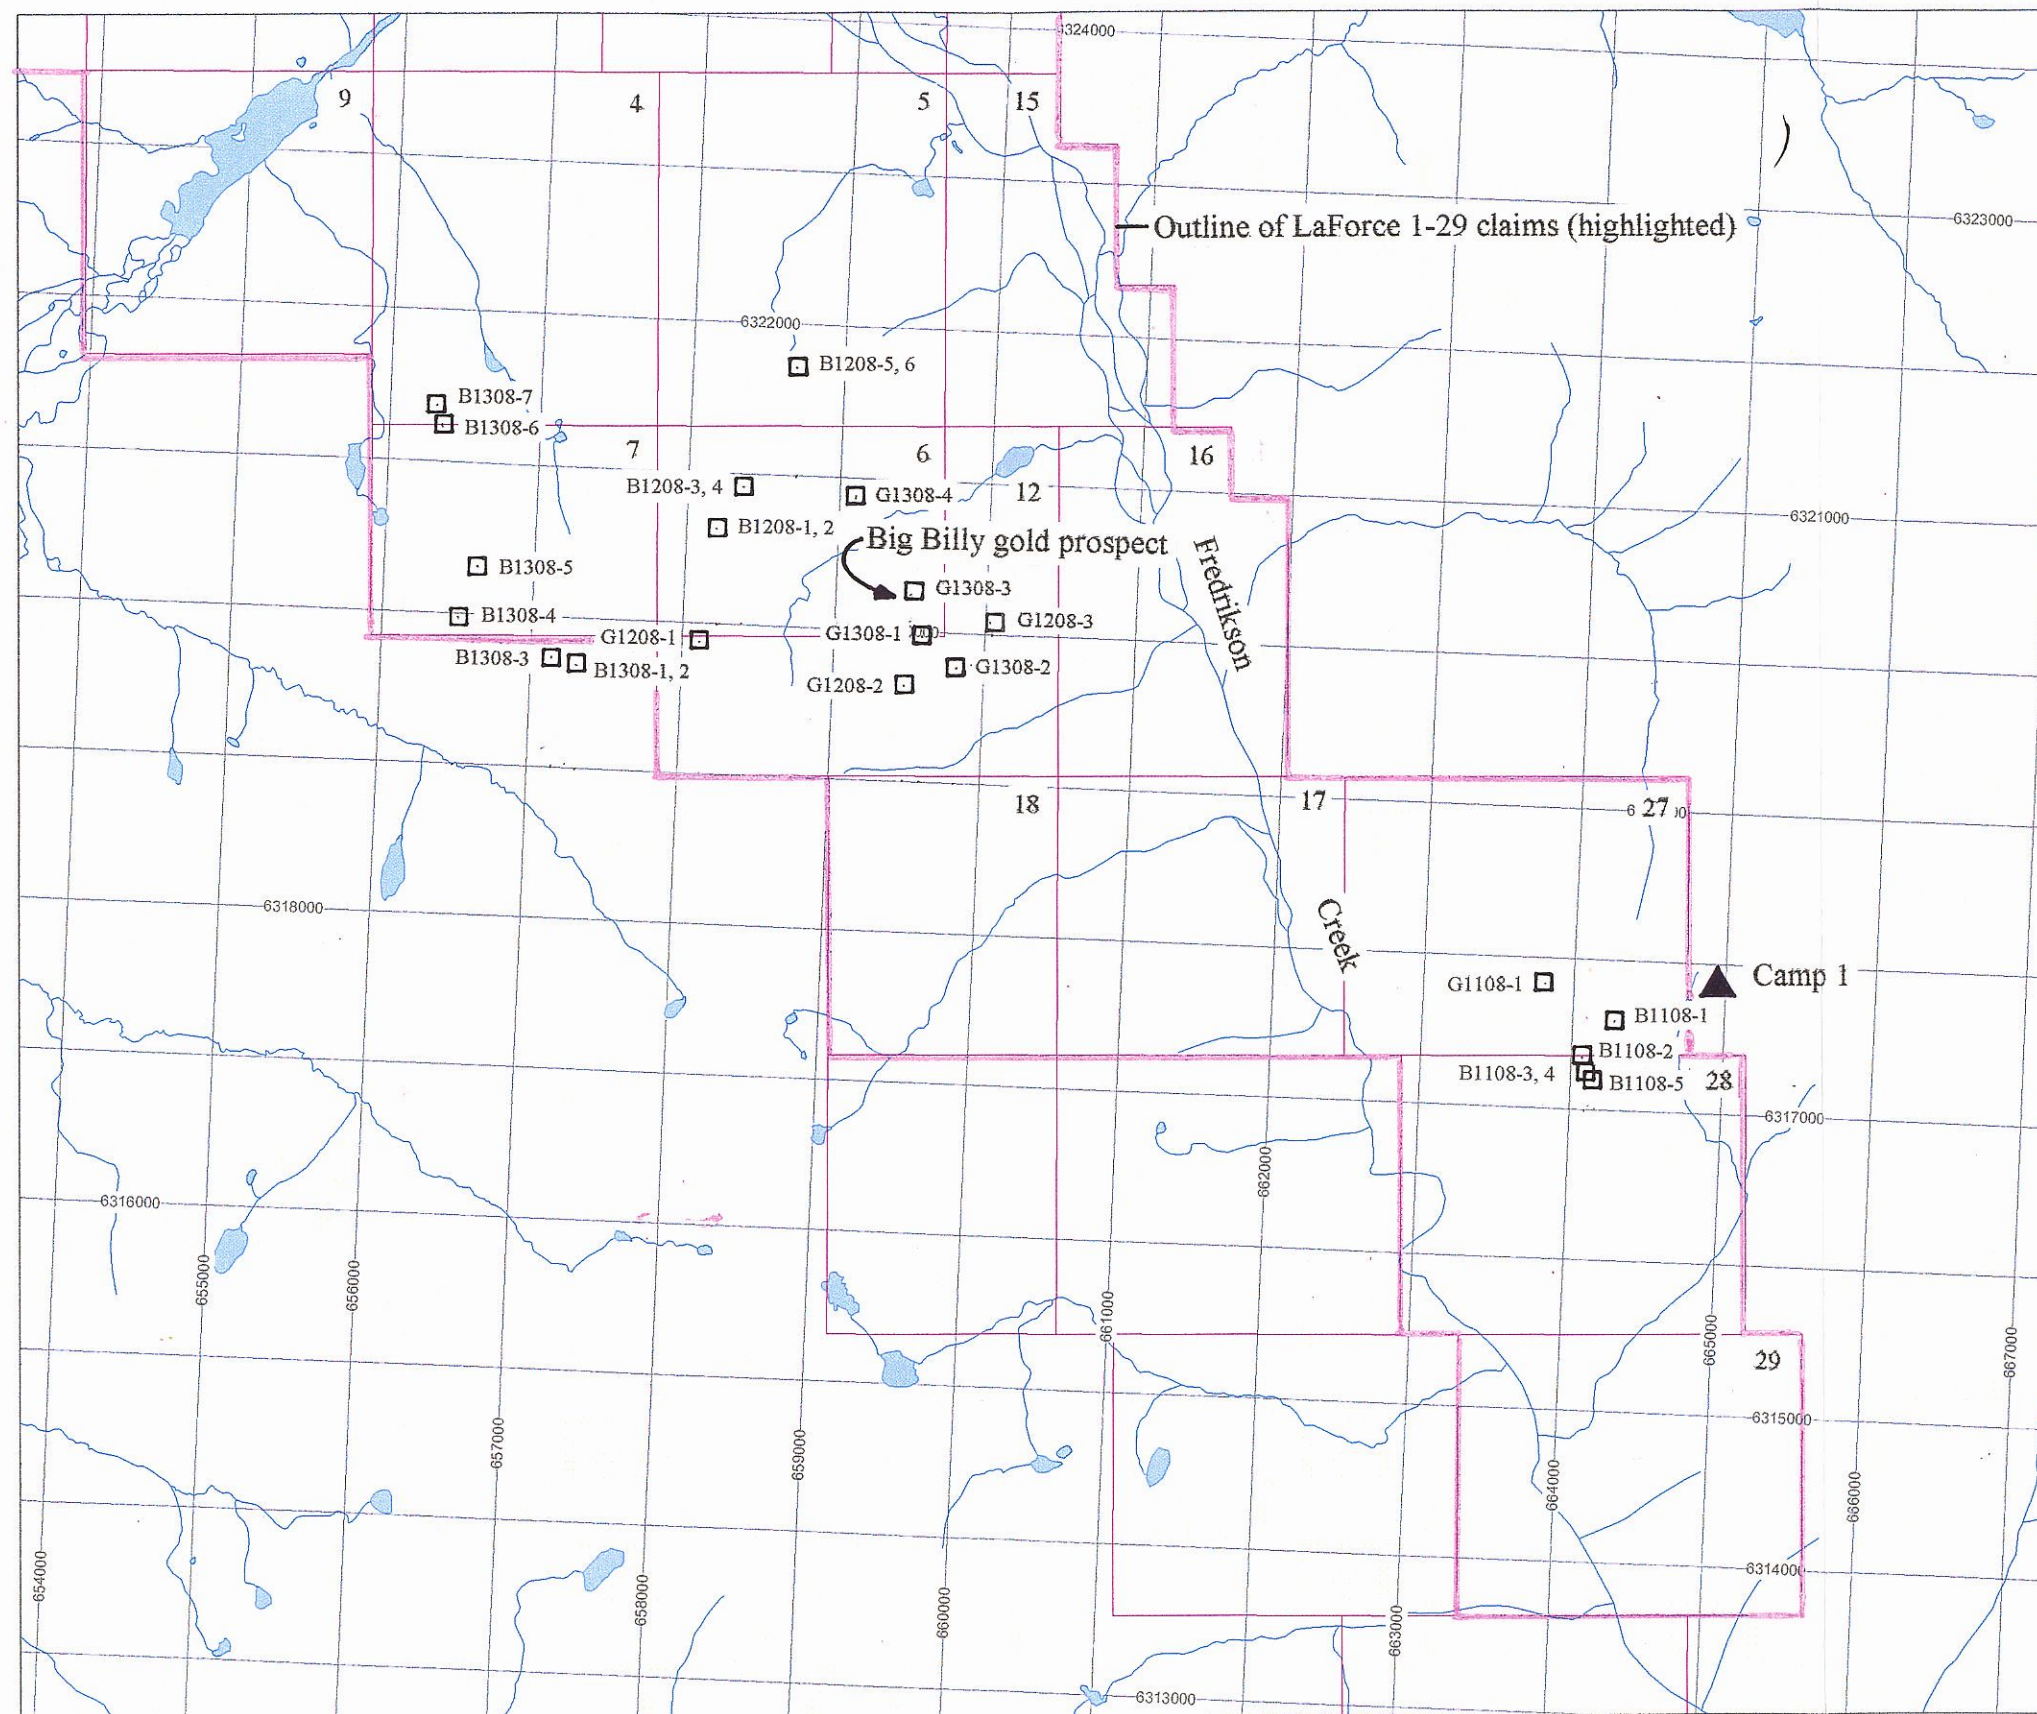 6324000
9
4
5
15
6323000
Outline of LaForce 1-29 claims (highlighted)
6322000
B1208-5, 6
B1308-7
B1308-6
7
6
16
B1208-3, 4
G1308-4
12
6321000
B1208-1, 2
Big Billy gold prospect
Fredrikson
B1308-5
G1308-3
B1308-4
G1208-3
G1208-1
G1308-1
B1308-3
B1308-1, 2
G1308-2
G1208-2
18
17
27
6318000
Creek
G1108-1
Camp 1
B1108-1
B1108-2
B1108-3, 4
B1108-5
28
6317000
662000
6316000
655000
656000
661000
665000
667000
29
6315000
657000
659000
664000
666000
654000
658000
660000
663000
6314000
6313000